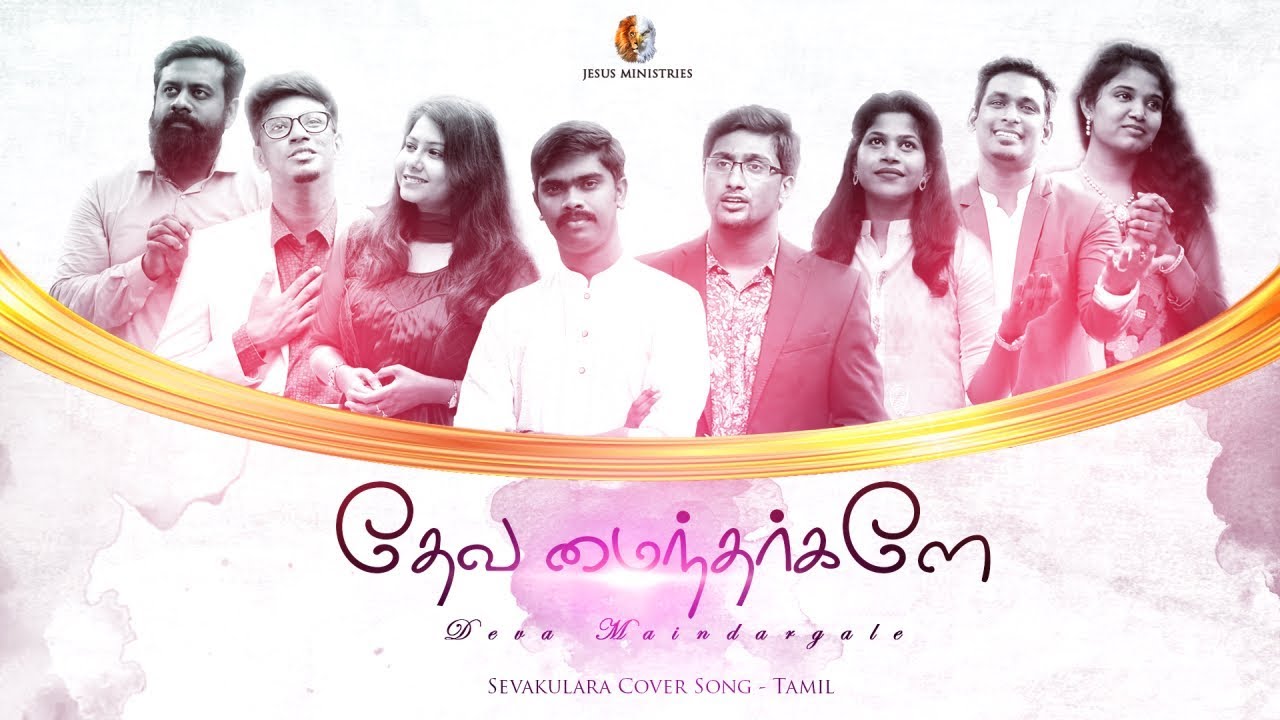 JESUS MINISTRIES
தேவ மைந்தர்களே
Deva Maindargale
SEVAKULARA COVER SONG - TAMIL